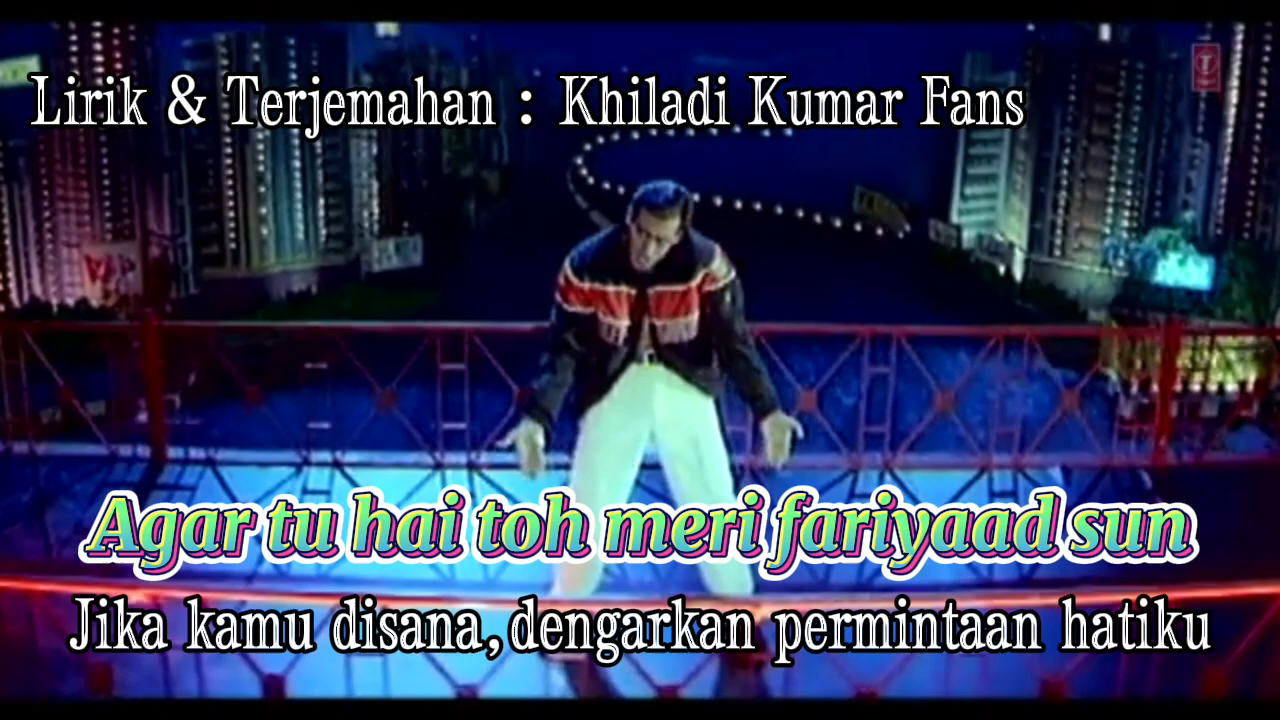 Lirik & Terjemahan : Khiladi Kumar Fans
Agar tu hai toh meri fariyaad sun
Jika kamu disana, dengarkan permintaan hatiku